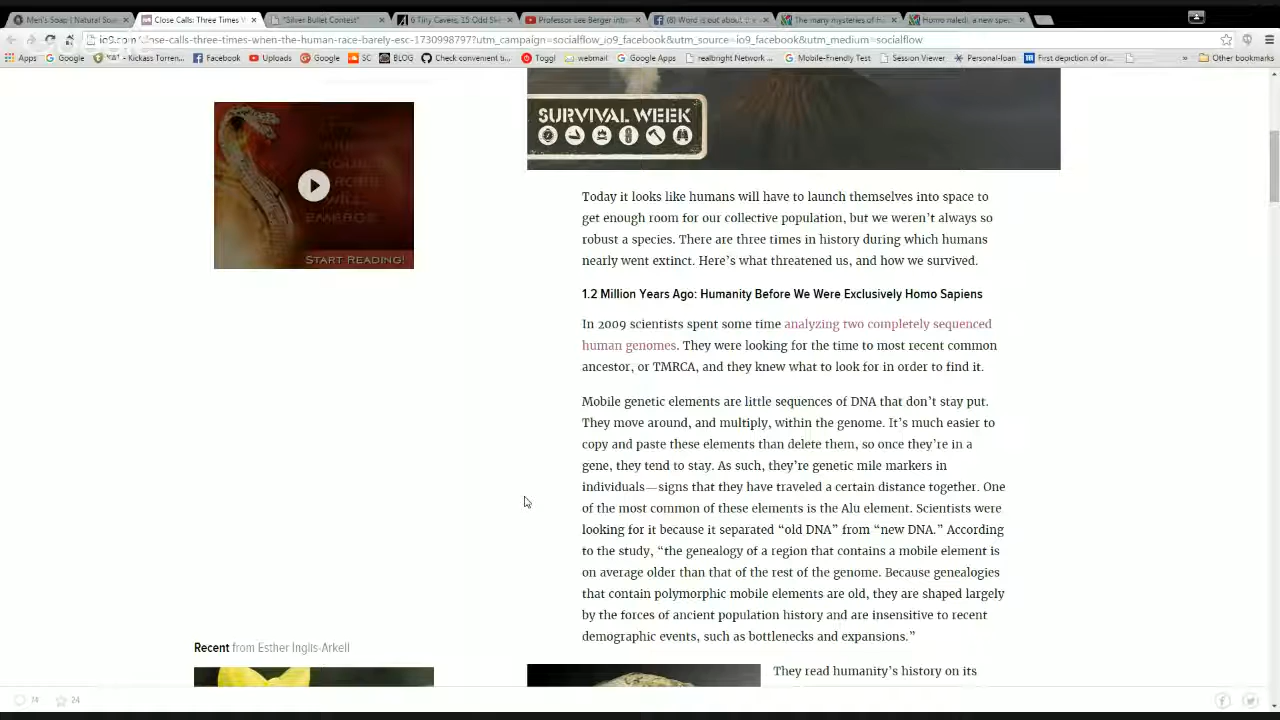 Men's Soap | Natural Soap
Close Calls: Three Times W
"Silver Bullet Contest"
6 Tiny Cavers, 15 Odd Ske
Professor Lee Berger intro
(8) Word is out about the
The many mysteries of
Homo naledi, a new spe
io9.com/close-calls-three-times-when-the-human-race-barely-esc-1730998797?utm_campaign=socialflow_io9_facebook&utm_source=io9_facebook&utm_medium=socialflow
Apps
Google
Kickass Torren...
Facebook
Uploads
Google
SC
BLOG
Check convenient ti...
Toggl
webmail
Google Apps
realbright Network ...
Mobile-Friendly Test
Session Viewer
Personal-loan
First depiction of or...
»
Other bookmarks
SURVIVAL WEEK
START READING!
Today it looks like humans will have to launch themselves into space to
get enough room for our collective population, but we weren't always so
robust a species. There are three times in history during which humans
nearly went extinct. Here's what threatened us, and how we survived.
1.2 Million Years Ago: Humanity Before We Were Exclusively Homo Sapiens
In 2009 scientists spent some time analyzing two completely sequenced
human genomes. They were looking for the time to most recent common
ancestor, or TMRCA, and they knew what to look for in order to find it.
Mobile genetic elements are little sequences of DNA that don't stay put.
They move around, and multiply, within the genome. It's much easier to
copy and paste these elements than delete them, so once they're in a
gene, they tend to stay. As such, they're genetic mile markers in
individuals—signs that they have traveled a certain distance together. One
of the most common of these elements is the Alu element. Scientists were
looking for it because it separated “old DNA” from “new DNA.” According
to the study, “the genealogy of a region that contains a mobile element is
on average older than that of the rest of the genome. Because genealogies
that contain polymorphic mobile elements are old, they are shaped largely
by the forces of ancient population history and are insensitive to recent
demographic events, such as bottlenecks and expansions.”
Recent from Esther Inglis-Arkell
They read humanity's history on its
24